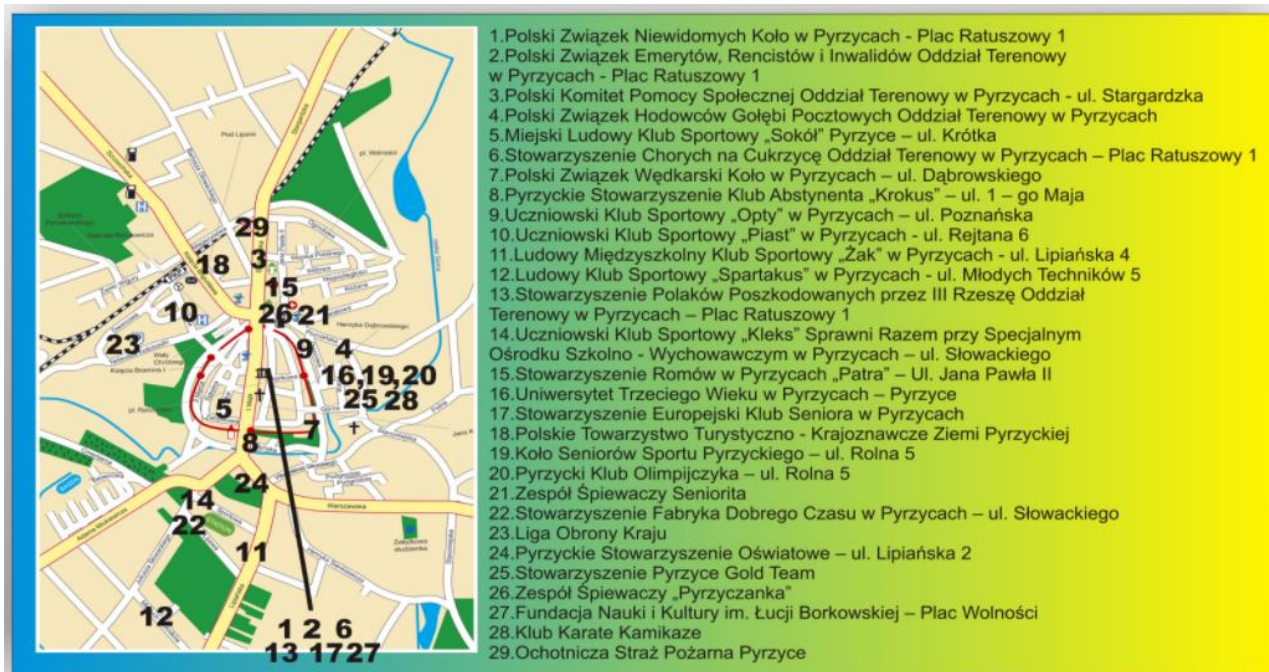 1.Polski Związek Niewidomych Koło w Pyrzycach - Plac Ratuszowy 1
2.Polski Związek Emerytów, Rencistów i Inwalidów Oddział Terenowy
w Pyrzycach - Plac Ratuszowy 1
3.Polski Komitet Pomocy Społecznej Oddział Terenowy w Pyrzycach - ul. Stargardzka
4.Polski Związek Hodowców Gołębi Pocztowych Oddział Terenowy w Pyrzycach
5.Miejski Ludowy Klub Sportowy „Sokół” Pyrzyce – ul. Krótka
6.Stowarzyszenie Chorych na Cukrzycę Oddział Terenowy w Pyrzycach – Plac Ratuszowy 1
7.Polski Związek Wędkarski Koło w Pyrzycach – ul. Dąbrowskiego
8.Pyrzyckie Stowarzyszenie Klub Abstynenta „Krokus” – ul. 1 – go Maja
9.Uczniowski Klub Sportowy „Opty” w Pyrzycach – ul. Poznańska
10.Uczniowski Klub Sportowy „Piast” w Pyrzycach - ul. Rejtana 6
11.Ludowy Międzyszkolny Klub Sportowy „Żak” w Pyrzycach - ul. Lipiańska 4
12.Ludowy Klub Sportowy „Spartakus” w Pyrzycach - ul. Młodych Techników 5
13.Stowarzyszenie Polaków Poszkodowanych przez III Rzeszę Oddział
Terenowy w Pyrzycach – Plac Ratuszowy 1
14.Uczniowski Klub Sportowy „Kleks” Sprawni Razem przy Specjalnym
Ośrodku Szkolno - Wychowawczym w Pyrzycach – ul. Słowackiego
15.Stowarzyszenie Romów w Pyrzycach „Patra” – Ul. Jana Pawła II
16.Uniwersytet Trzeciego Wieku w Pyrzycach – Pyrzyce
17.Stowarzyszenie Europejski Klub Seniora w Pyrzycach
18.Polskie Towarzystwo Turystyczno - Krajoznawcze Ziemi Pyrzyckiej
19.Koło Seniorów Sportu Pyrzyckiego – ul. Rolna 5
20.Pyrzycki Klub Olimpijczyka – ul. Rolna 5
21.Zespół Śpiewaczy Seniorita
22.Stowarzyszenie Fabryka Dobrego Czasu w Pyrzycach – ul. Słowackiego
23.Liga Obrony Kraju
24.Pyrzyckie Stowarzyszenie Oświatowe – ul. Lipiańska 2
25.Stowarzyszenie Pyrzyce Gold Team
26.Zespół Śpiewaczy „Pyrzyczanka”
27.Fundacja Nauki i Kultury im. Łucji Borkowskiej – Plac Wolności
28.Klub Karate Kamikaze
29.Ochotnicza Straż Pożarna Pyrzyce
Pod Lipami
pl. Wolności
Stargardzka
29
3
18
15
10
26 21
Henryka Dąbrowskiego
23
9
4
16,19,20
5
25 28
7
1 Maja
8
24
Warszawska
14
22
11
Lipiańska
12
1 2 6
13 17 27